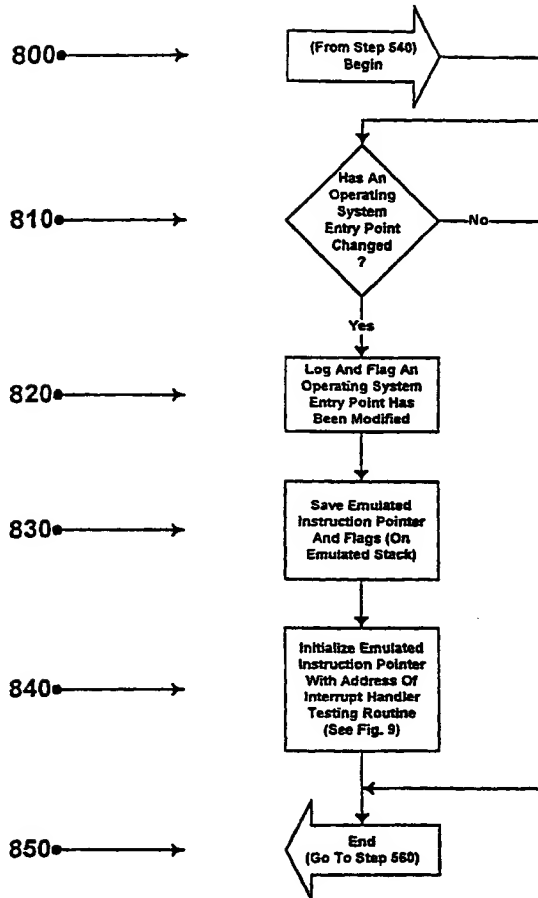 800
(From Step 540)
Begin
810
Has An
Operating
System
Entry Point
Changed
?
No
Yes
820
Log And Flag An
Operating System
Entry Point Has
Been Modified
830
Save Emulated
Instruction Pointer
And Flags (On
Emulated Stack)
840
Initialize Emulated
Instruction Pointer
With Address Of
Interrupt Handler
Testing Routine
(See Fig. 9)
850
End
(Go To Step 560)